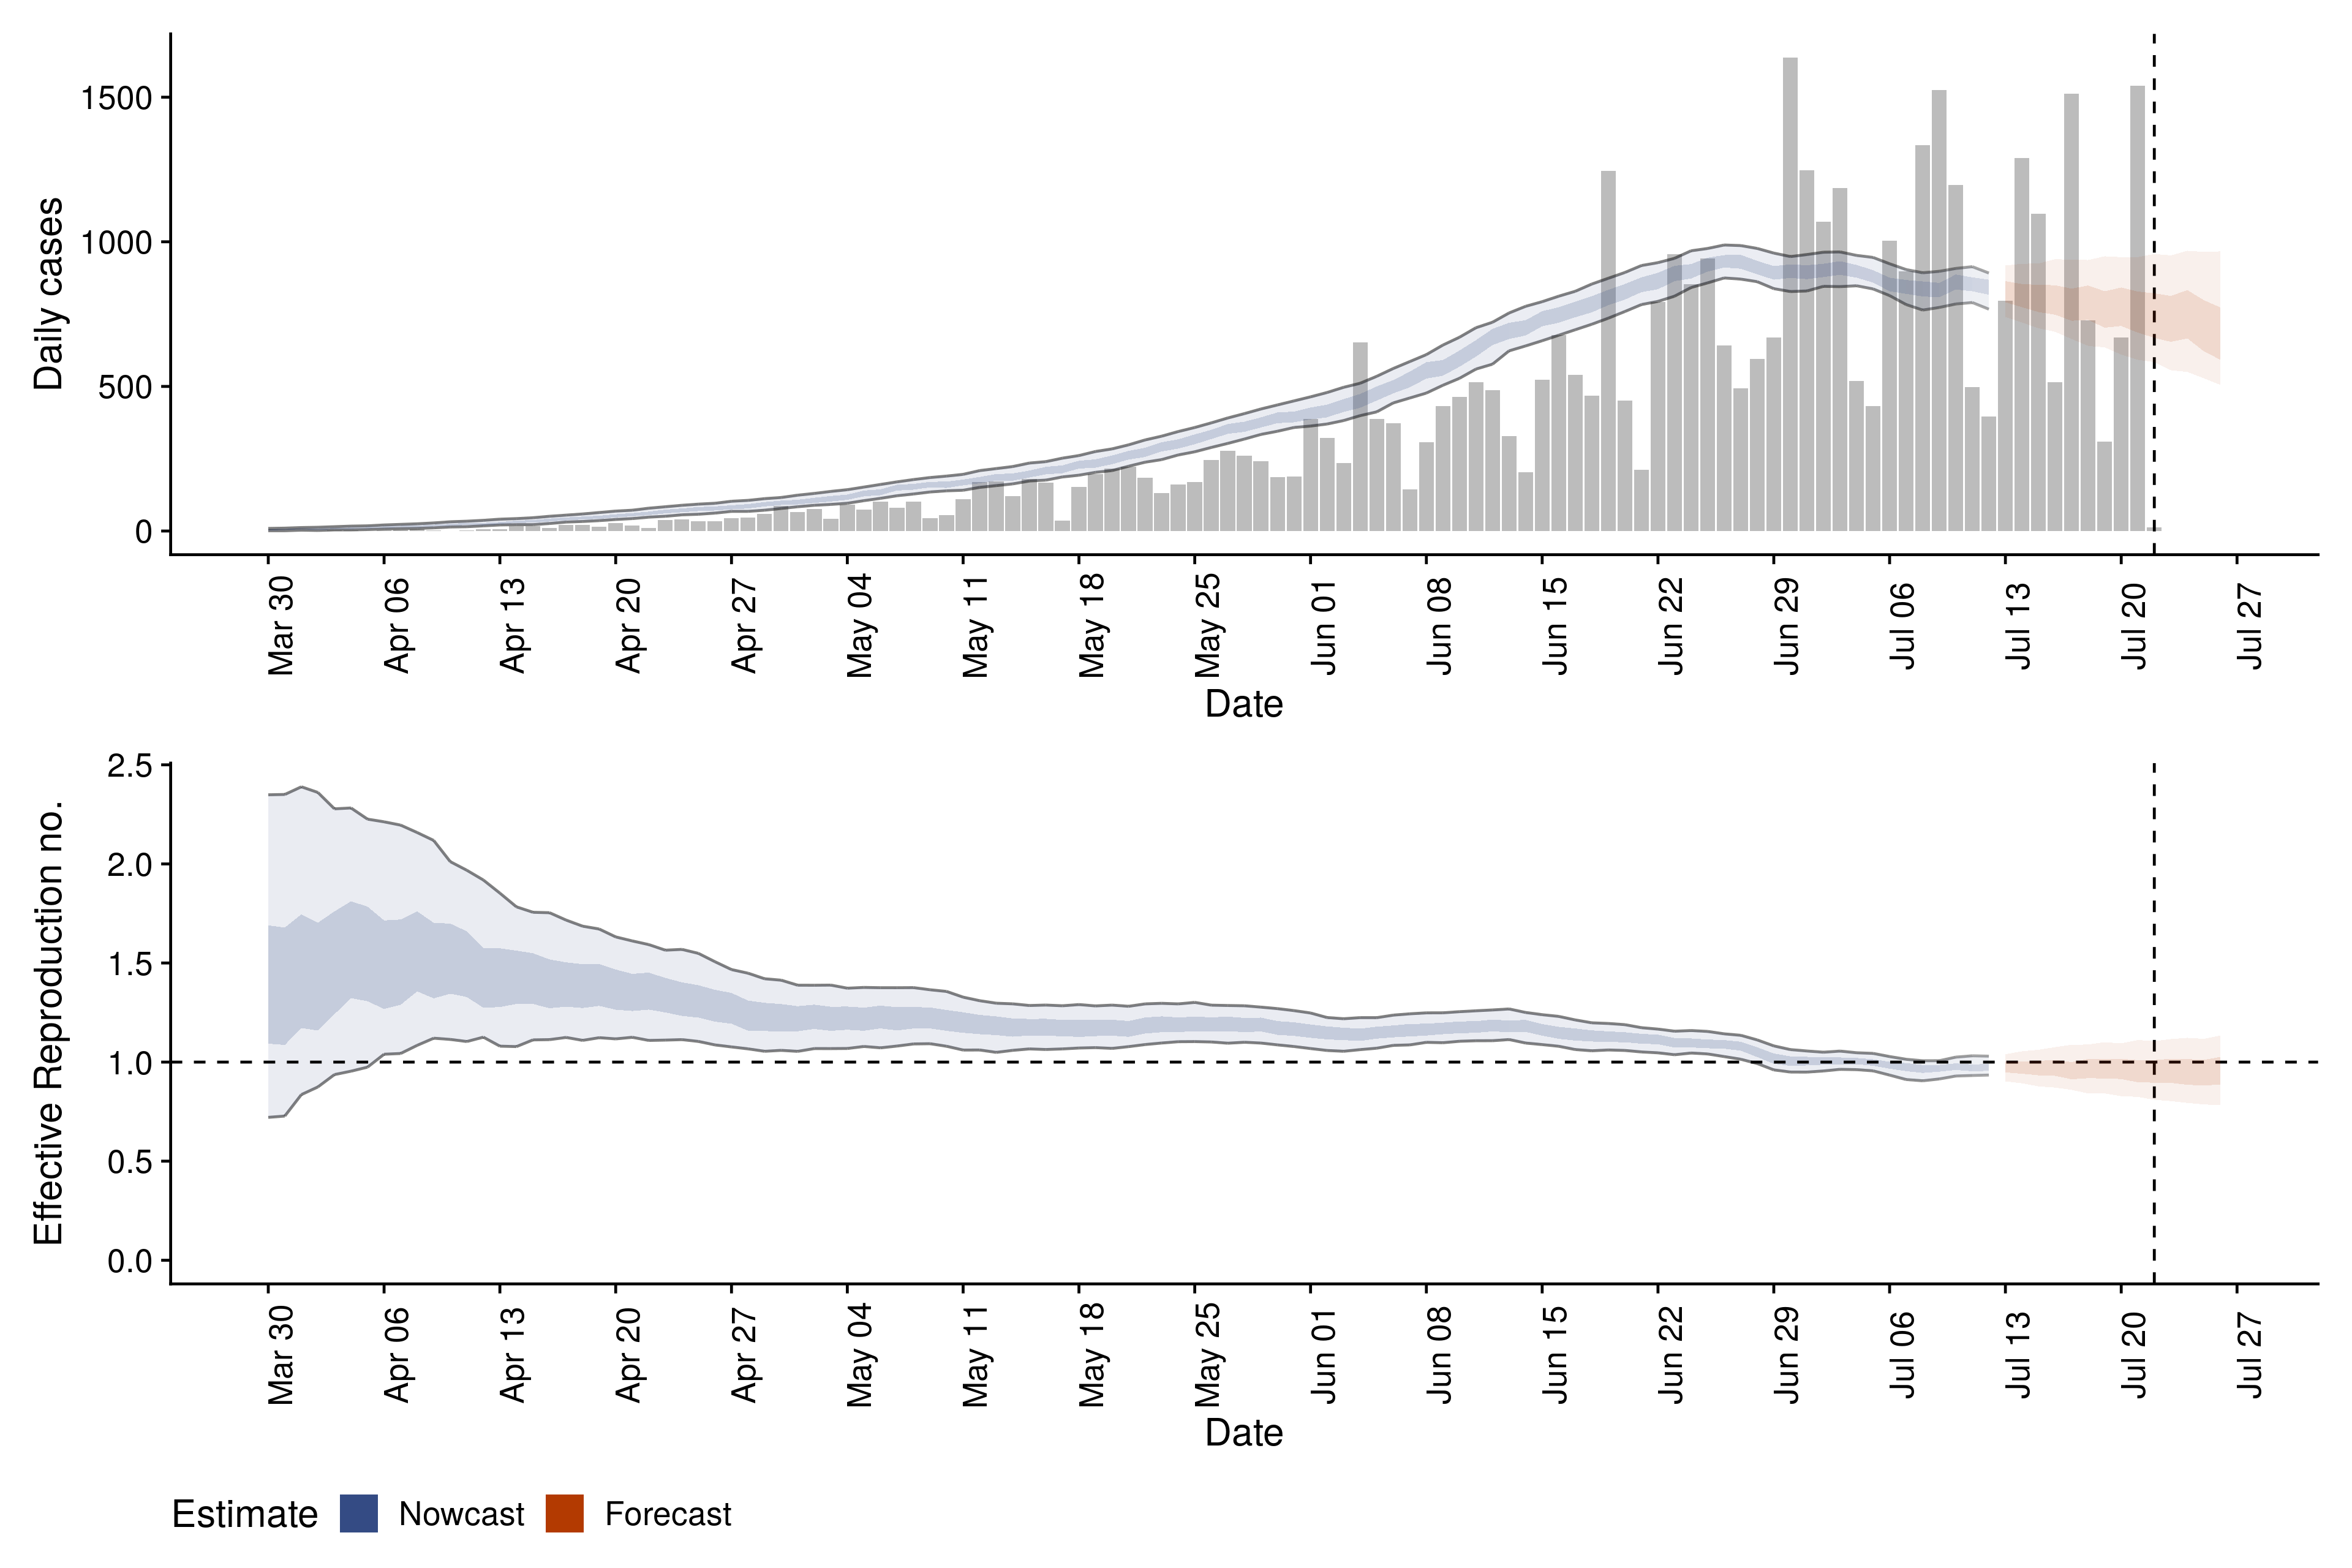 1500
1000
500
0
Daily cases
Mar 30
Apr 06
Apr 13
Apr 20
Apr 27
May 04
May 11
May 18
May 25
Jun 01
Jun 08
Jun 15
Jun 22
Jun 29
Jul 06
Jul 13
Jul 20
Jul 27
Date
2.5
2.0
1.5
1.0
0.5
0.0
Effective Reproduction no.
Mar 30
Apr 06
Apr 13
Apr 20
Apr 27
May 04
May 11
May 18
May 25
Jun 01
Jun 08
Jun 15
Jun 22
Jun 29
Jul 06
Jul 13
Jul 20
Jul 27
Date
Estimate Nowcast Forecast